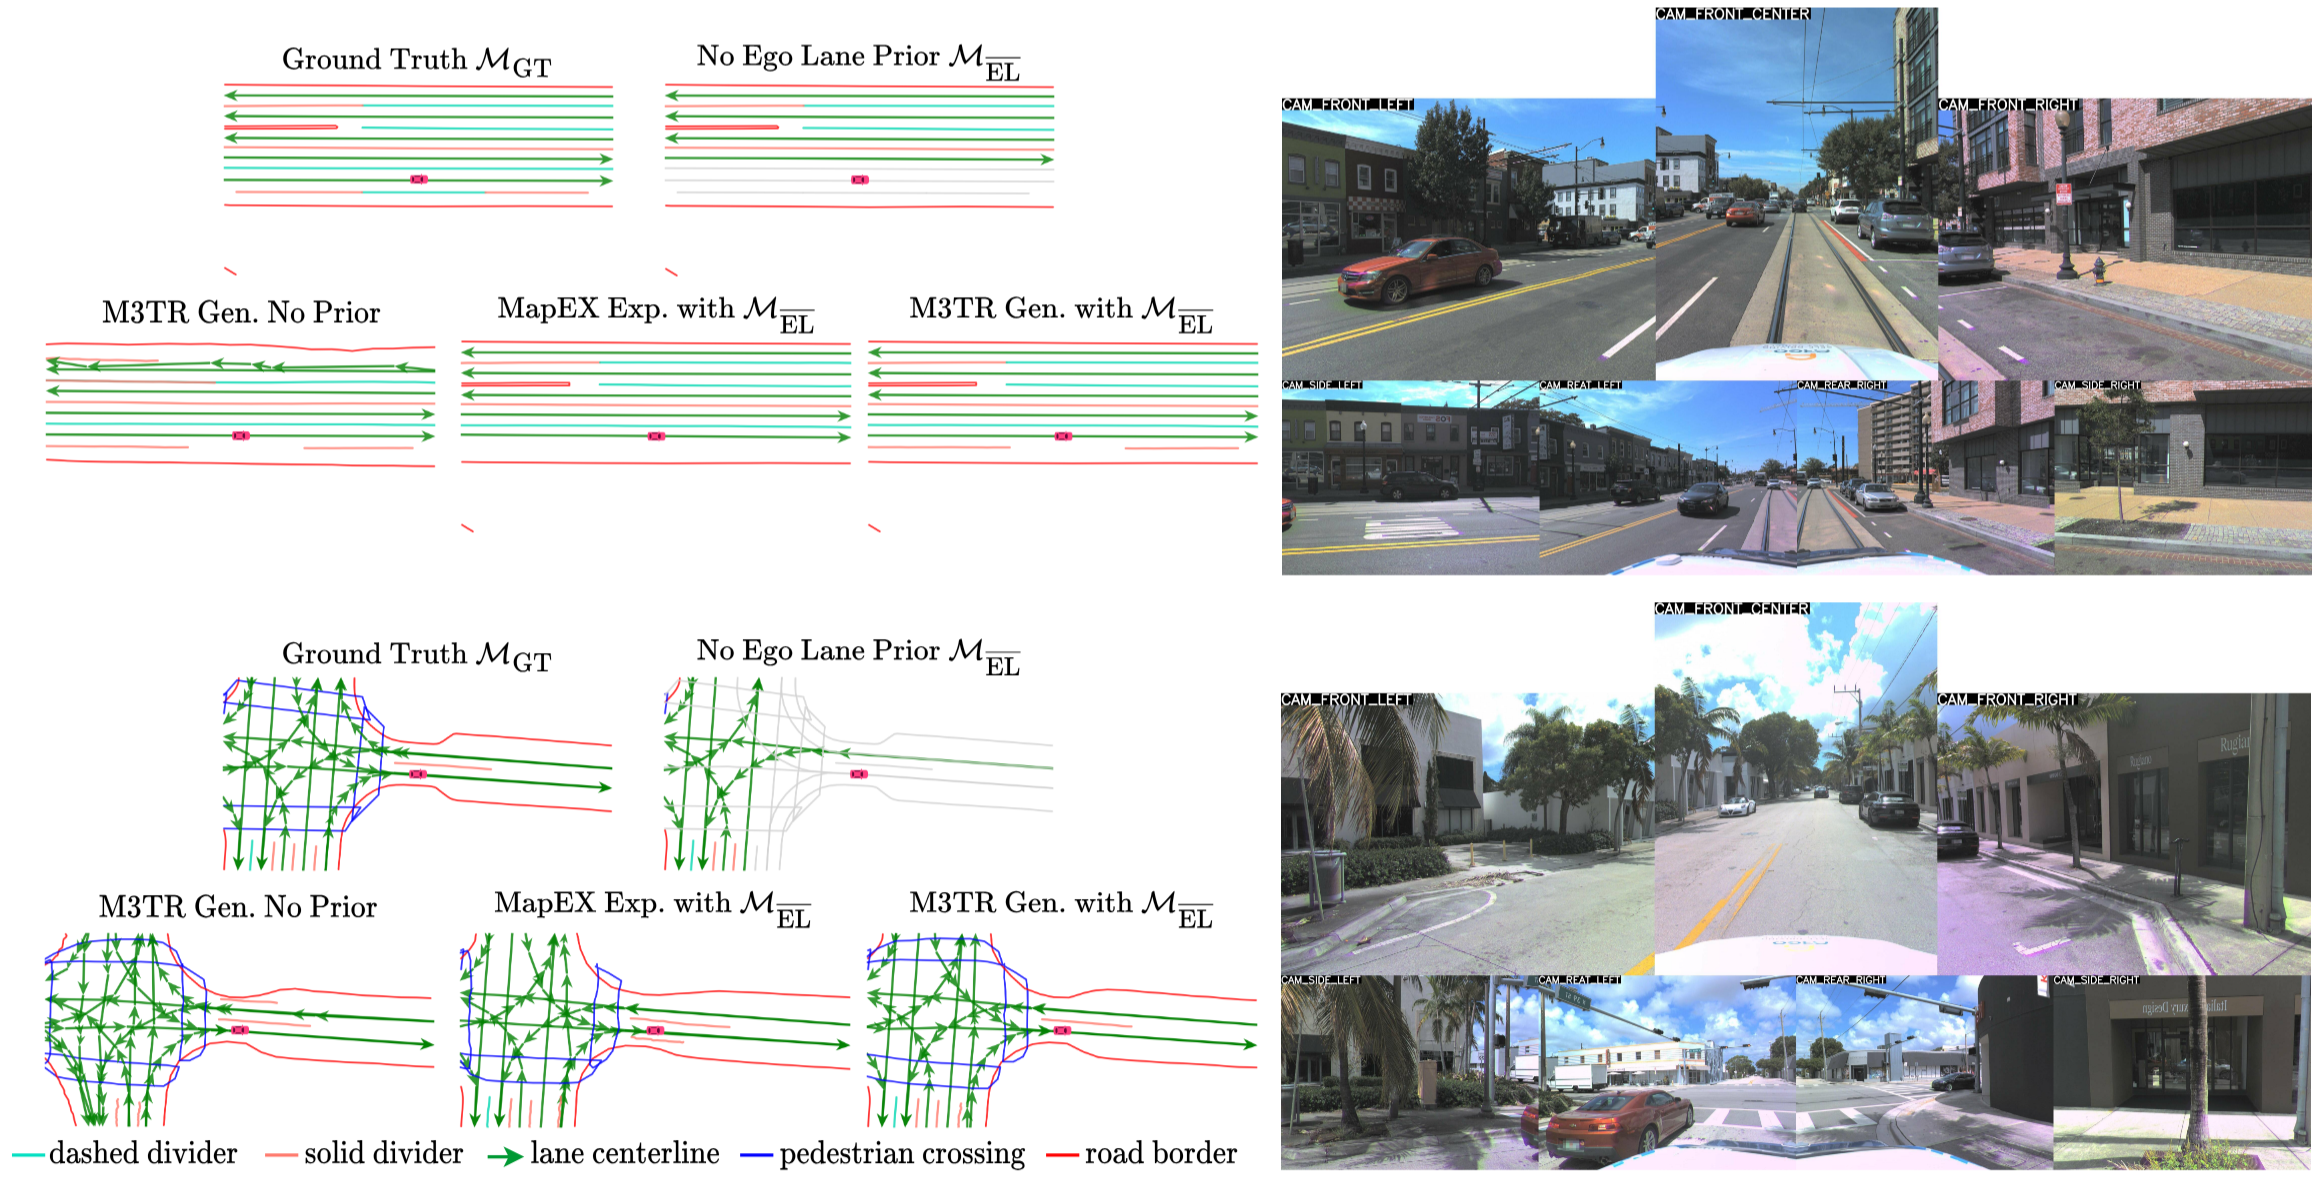 Ground Truth M_GT
No Ego Lane Prior M_EL
M3TR Gen. No Prior
MapEX Exp. with M_EL
M3TR Gen. with M_EL
CAM_FRONT_CENTER
CAM_FRONT_LEFT
CAM_FRONT_RIGHT
CAM_SIDE_LEFT
CAM_REAT_LEFT
CAM_REAR_RIGHT
CAM_SIDE_RIGHT
Ground Truth M_GT
No Ego Lane Prior M_EL
M3TR Gen. No Prior
MapEX Exp. with M_EL
M3TR Gen. with M_EL
CAM_FRONT_CENTER
CAM_FRONT_LEFT
CAM_FRONT_RIGHT
CAM_SIDE_LEFT
CAM_REAT_LEFT
CAM_REAR_RIGHT
CAM_SIDE_RIGHT
dashed divider
solid divider
lane centerline
pedestrian crossing
road border